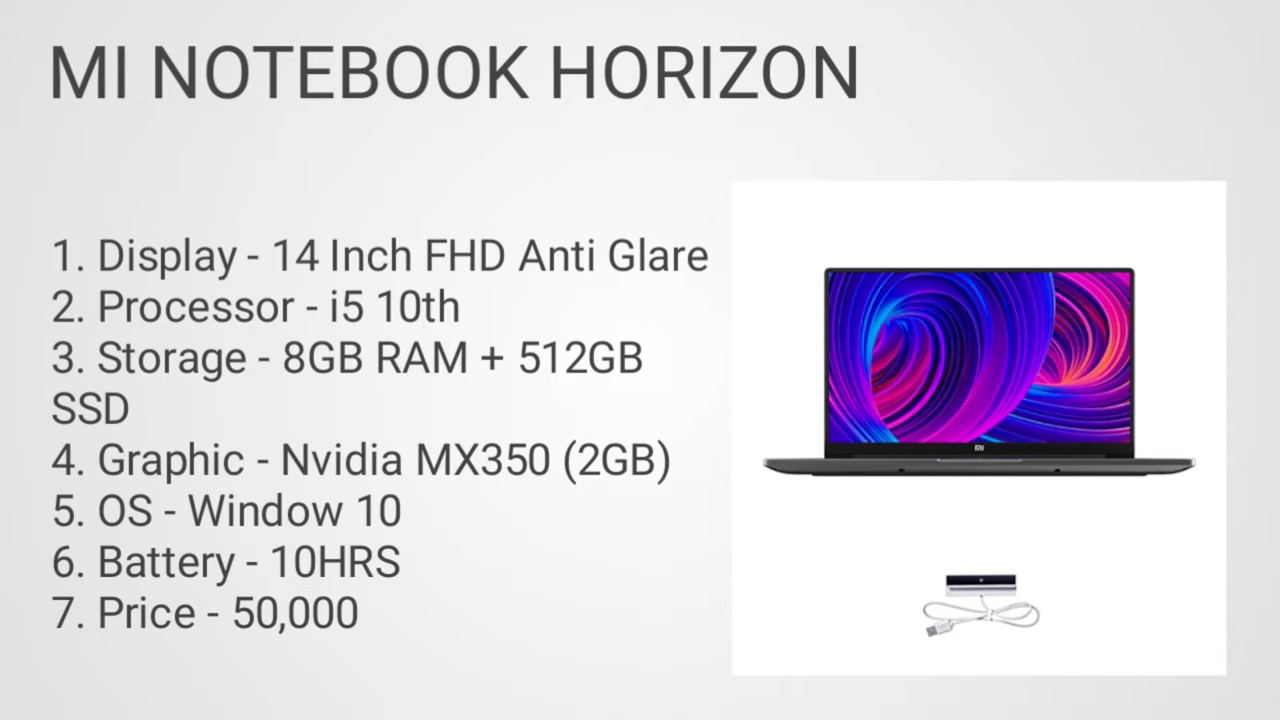 MI NOTEBOOK HORIZON
1. Display - 14 Inch FHD Anti Glare
2. Processor - i5 10th
3. Storage - 8GB RAM + 512GB
SSD
4. Graphic - Nvidia MX350 (2GB)
5. OS - Window 10
6. Battery - 10HRS
7. Price - 50,000
mi